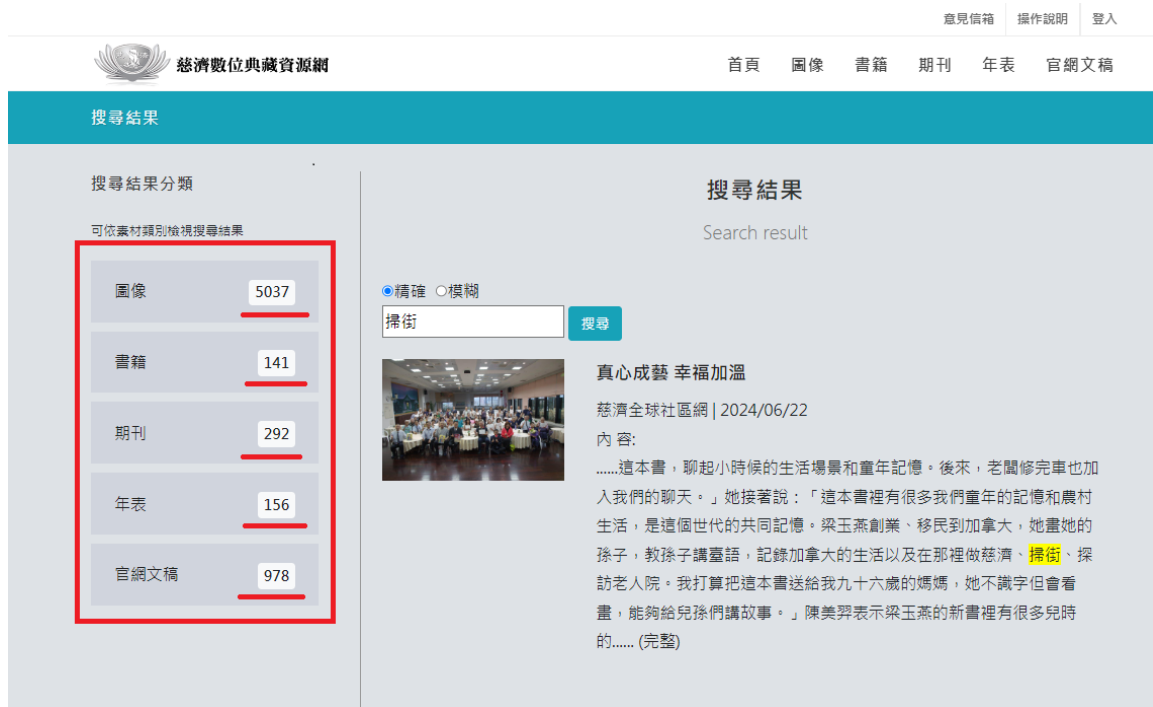 意見信箱 操作說明 登入
慈濟數位典藏資源網
首頁 圖像 書籍 期刊 年表 官網文稿
搜尋結果
搜尋結果分類
可依素材類別檢視搜尋結果
圖像 5037
書籍 141
期刊 292
年表 156
官網文稿 978
搜尋結果
Search result
精確 模糊
掃街 搜尋
真心成藝 幸福加溫
慈濟全球社區網 | 2024/06/22
內 容:
......這本書，聊起小時候的生活場景和童年記憶。後來，老闆修完車也加
入我們的聊天。」她接著說：「這本書裡有很多我們童年的記憶和農村
生活，是這個世代的共同記憶。梁玉燕創業、移民到加拿大，她畫她的
孫子，教孫子講臺語，記錄加拿大的生活以及在那裡做慈濟、掃街、探
訪老人院。我打算把這本書送給我九十六歲的媽媽，她不識字但會看
畫，能夠給兒孫們講故事。」陳美羿表示梁玉燕的新書裡有很多兒時
的...... (完整)